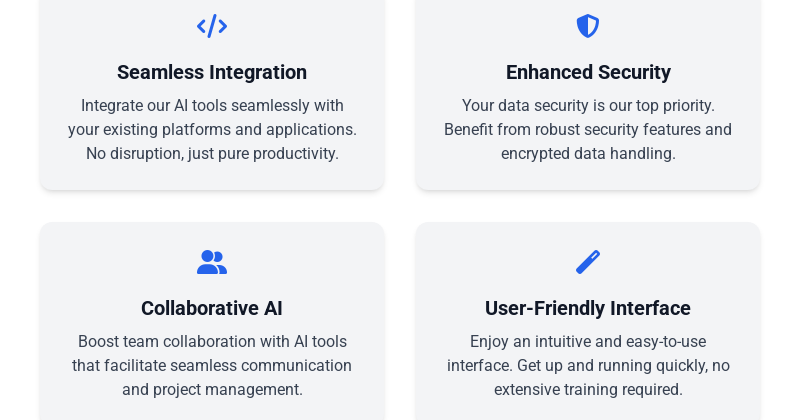 Seamless Integration
Integrate our AI tools seamlessly with
your existing platforms and applications.
No disruption, just pure productivity.
Enhanced Security
Your data security is our top priority.
Benefit from robust security features and
encrypted data handling.
Collaborative AI
Boost team collaboration with AI tools
that facilitate seamless communication
and project management.
User-Friendly Interface
Enjoy an intuitive and easy-to-use
interface. Get up and running quickly, no
extensive training required.